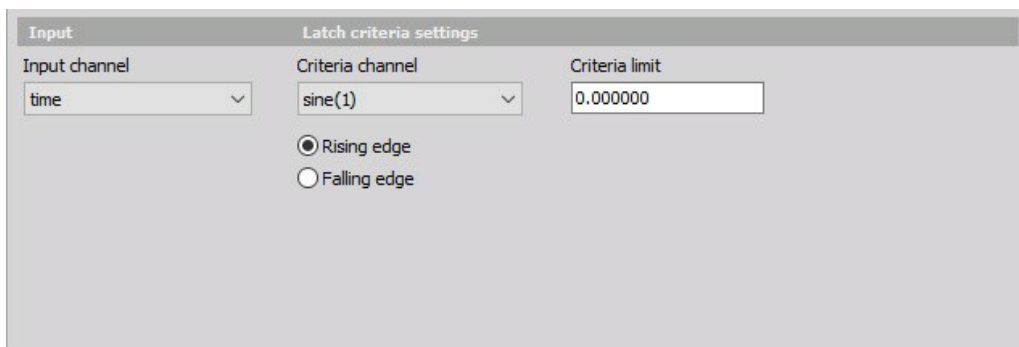 Input Latch criteria settings
Input channel Criteria channel Criteria limit
time sine(1) 0.000000
Rising edge
Falling edge